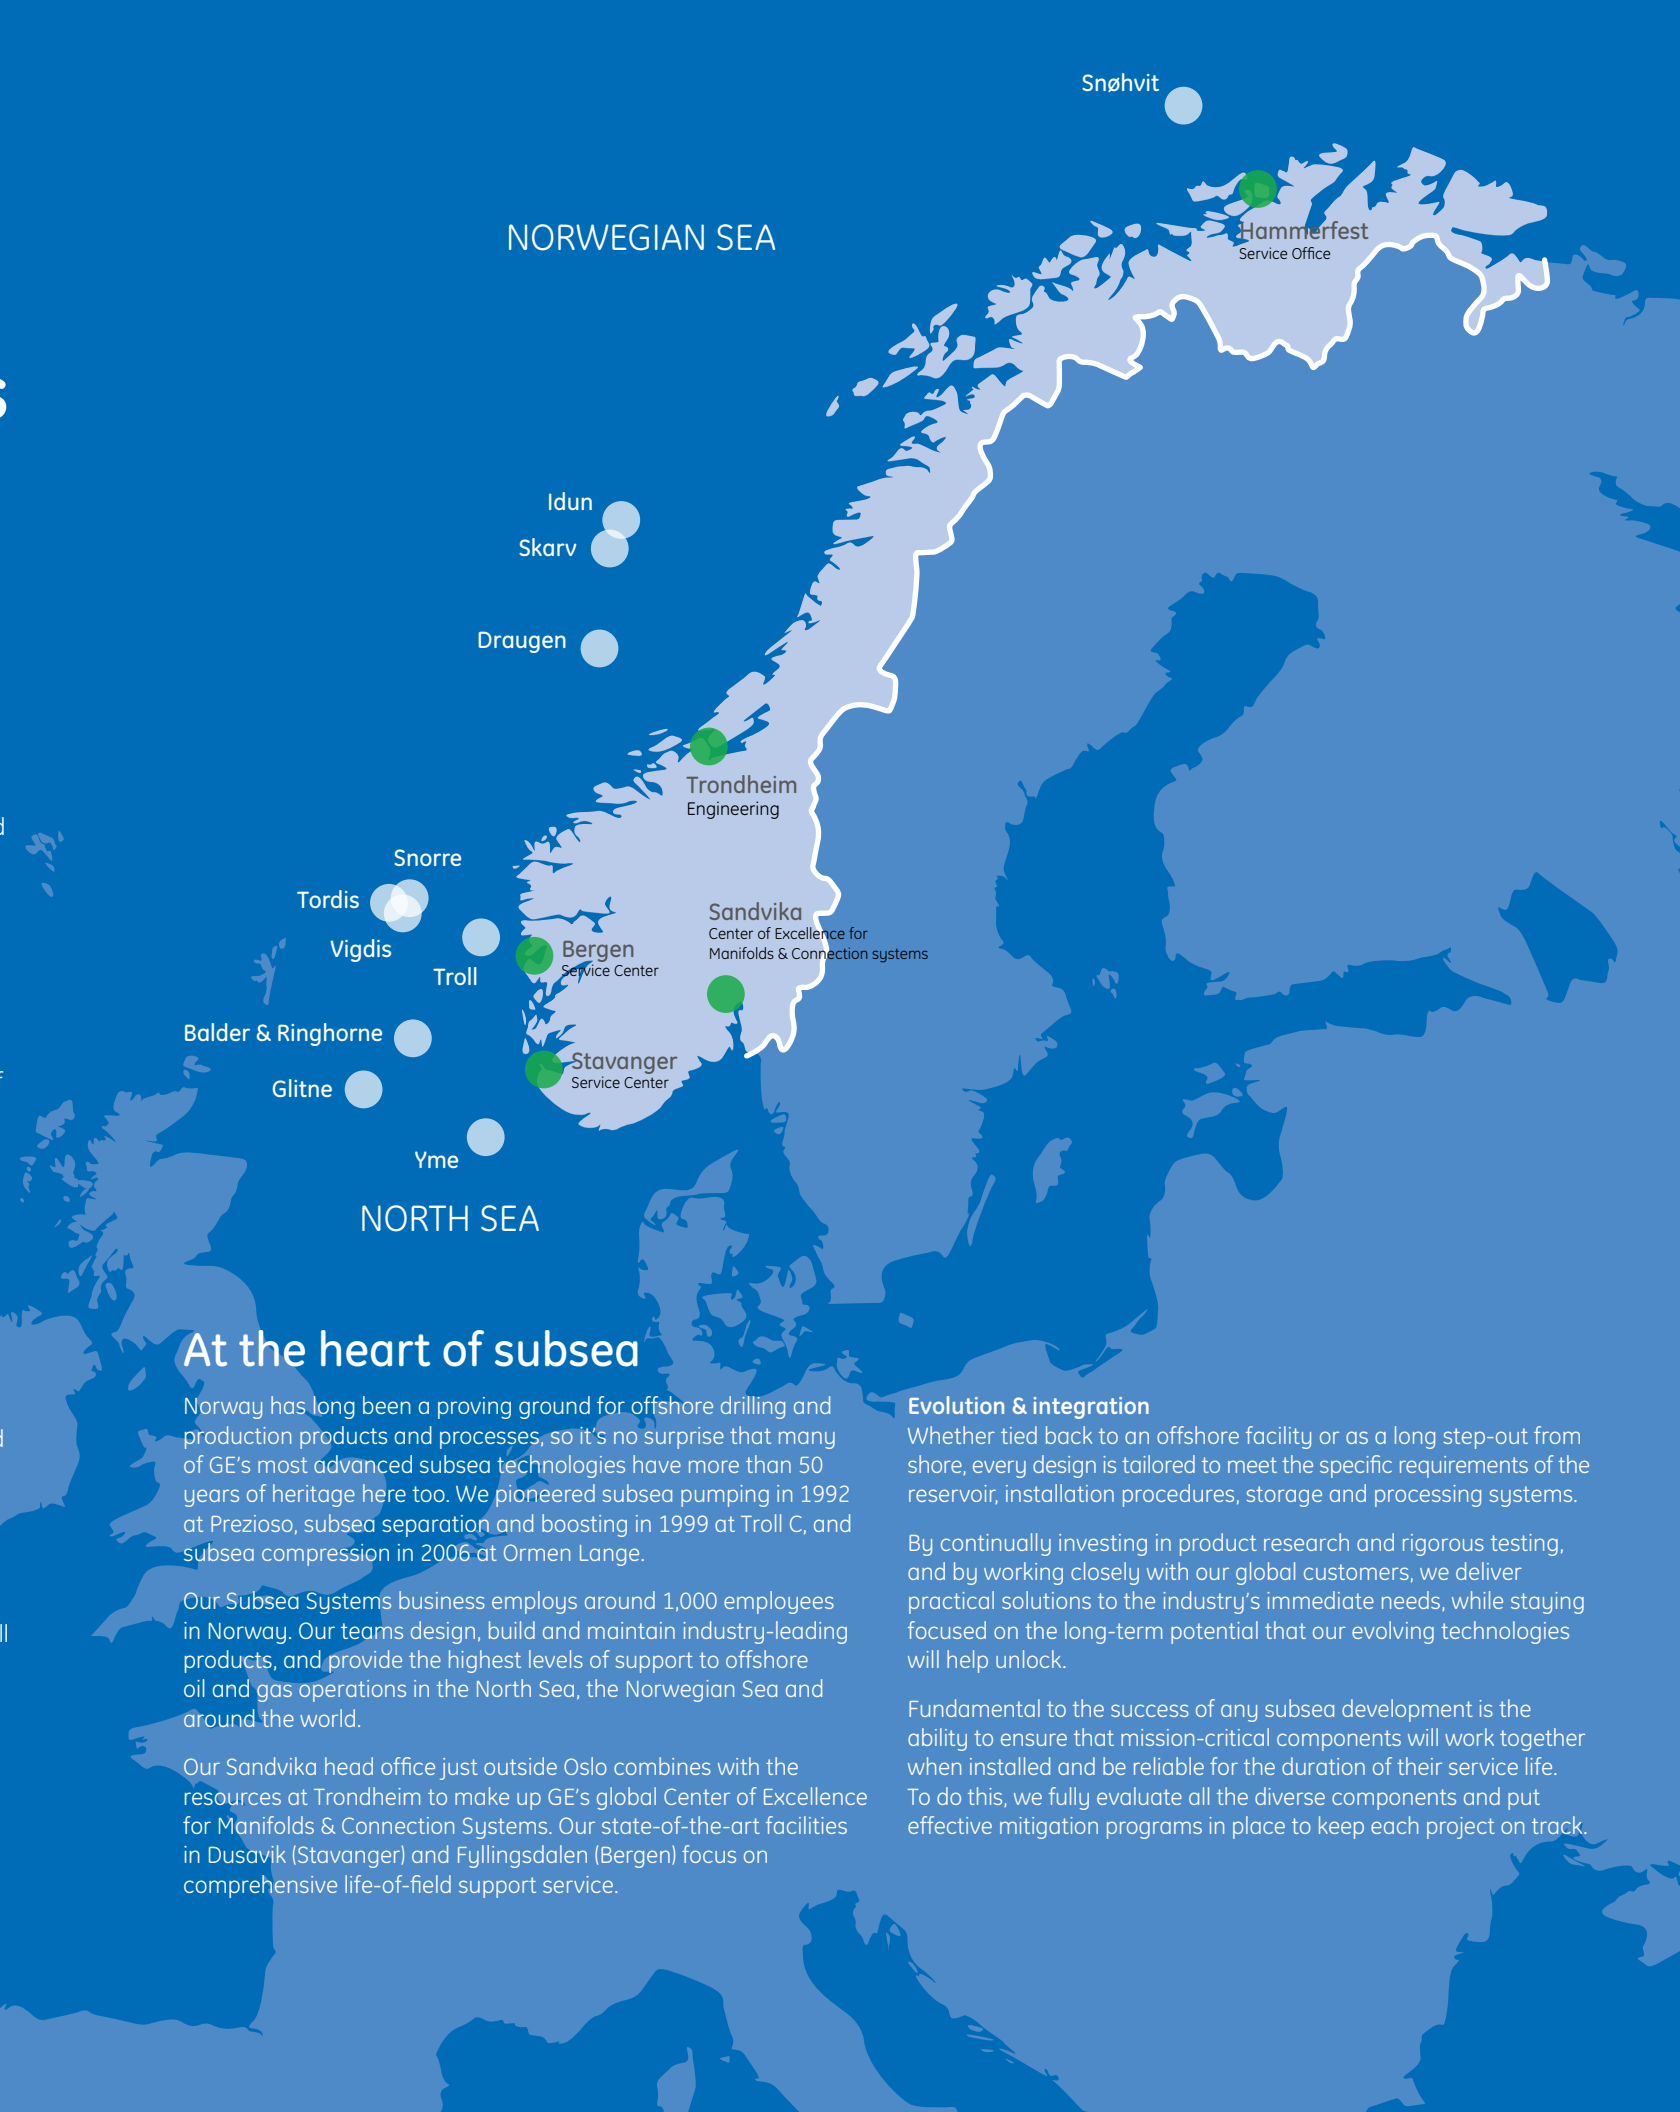 Snøhvit
NORWEGIAN SEA
Hammerfest
Service Office
Idun
Skarv
Draugen
Trondheim
Engineering
Snorre
Tordis
Vigdis
Troll
Sandvika
Center of Excellence for
Manifolds & Connection systems
Bergen
Service Center
Balder & Ringhorne
Stavanger
Service Center
Glitne
Yme
NORTH SEA
At the heart of subsea
Norway has long been a proving ground for offshore drilling and
production products and processes, so it's no surprise that many
of GE's most advanced subsea technologies have more than 50
years of heritage here too. We pioneered subsea pumping in 1992
at Prezioso, subsea separation and boosting in 1999 at Troll C, and
subsea compression in 2006 at Ormen Lange.
Our Subsea Systems business employs around 1,000 employees
in Norway. Our teams design, build and maintain industry-leading
products, and provide the highest levels of support to offshore
oil and gas operations in the North Sea, the Norwegian Sea and
around the world.
Our Sandvika head office just outside Oslo combines with the
resources at Trondheim to make up GE's global Center of Excellence
for Manifolds & Connection Systems. Our state-of-the-art facilities
in Dusavik (Stavanger) and Fyllingsdalen (Bergen) focus on
comprehensive life-of-field support service.
Evolution & integration
Whether tied back to an offshore facility or as a long step-out from
shore, every design is tailored to meet the specific requirements of the
reservoir, installation procedures, storage and processing systems.
By continually investing in product research and rigorous testing,
and by working closely with our global customers, we deliver
practical solutions to the industry's immediate needs, while staying
focused on the long-term potential that our evolving technologies
will help unlock.
Fundamental to the success of any subsea development is the
ability to ensure that mission-critical components will work together
when installed and be reliable for the duration of their service life.
To do this, we fully evaluate all the diverse components and put
effective mitigation programs in place to keep each project on track.